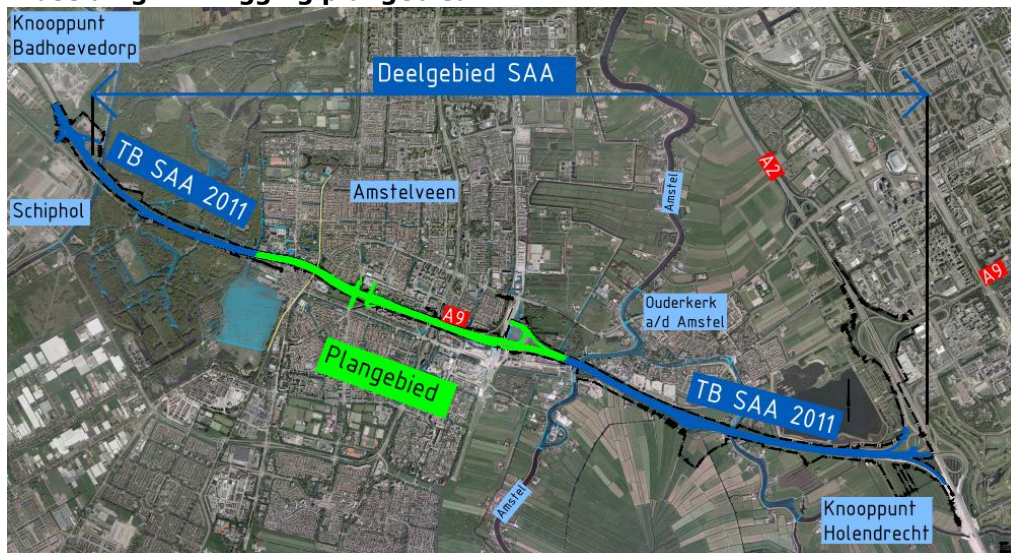 Knooppunt
Badhoevedorp
Deelgebied SAA
TB SAA 2011
Schiphol
Amstelveen
Amstel
A2
A9
Ouderkerk
a/d Amstel
A9
Plangebied
TB SAA 2011
Amstel
Knooppunt
Holendrecht